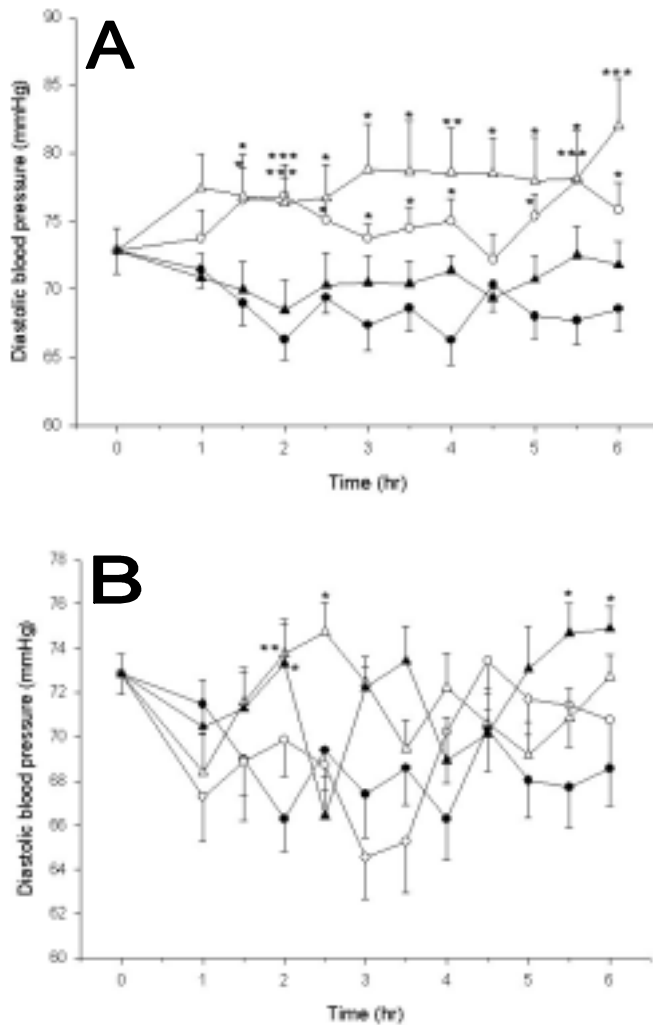 A
90
85
80
75
70
65
60
Diastolic blood pressure (mmHg)
* * *** *** * * * * * ** * * * * *** * *** *
0 1 2 3 4 5 6
Time (hr)
B
78
76
74
72
70
68
66
64
62
60
Diastolic blood pressure (mmHg)
** * * * *
0 1 2 3 4 5 6
Time (hr)